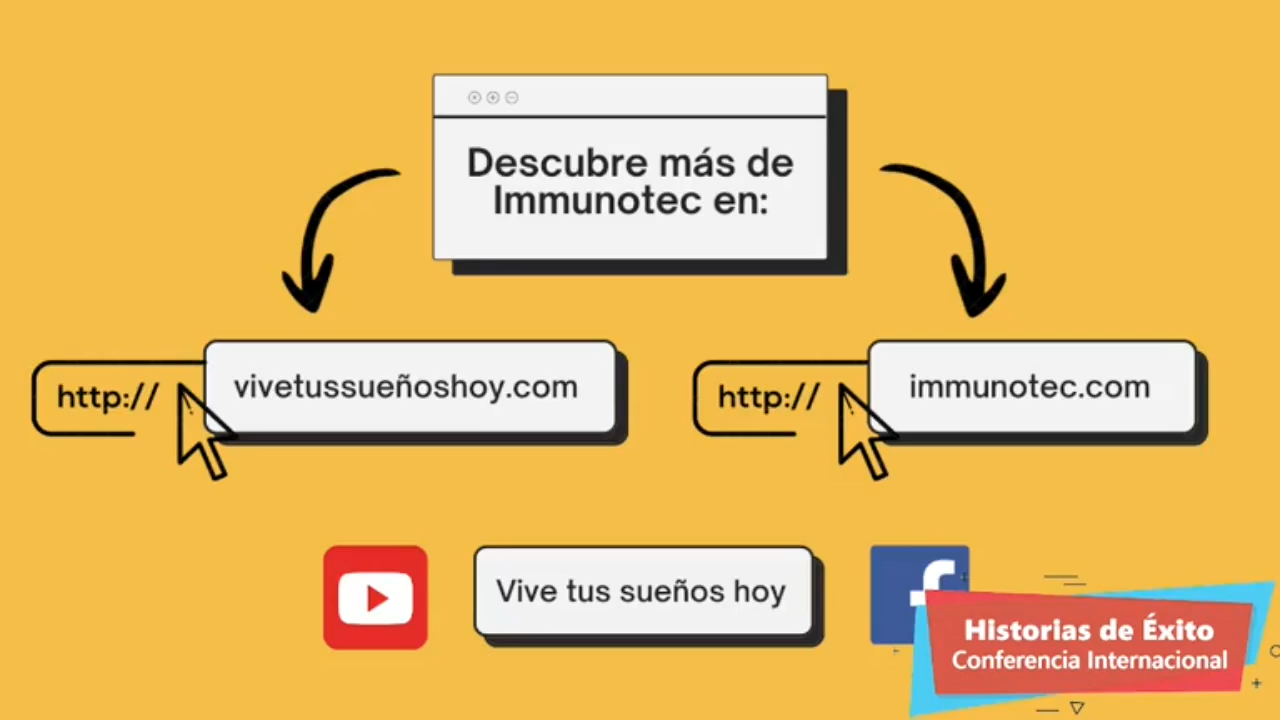 Descubre más de
Immunotec en:
http://
vivetussueñoshoy.com
http://
immunotec.com
Vive tus sueños hoy
Historias de Éxito
Conferencia Internacional